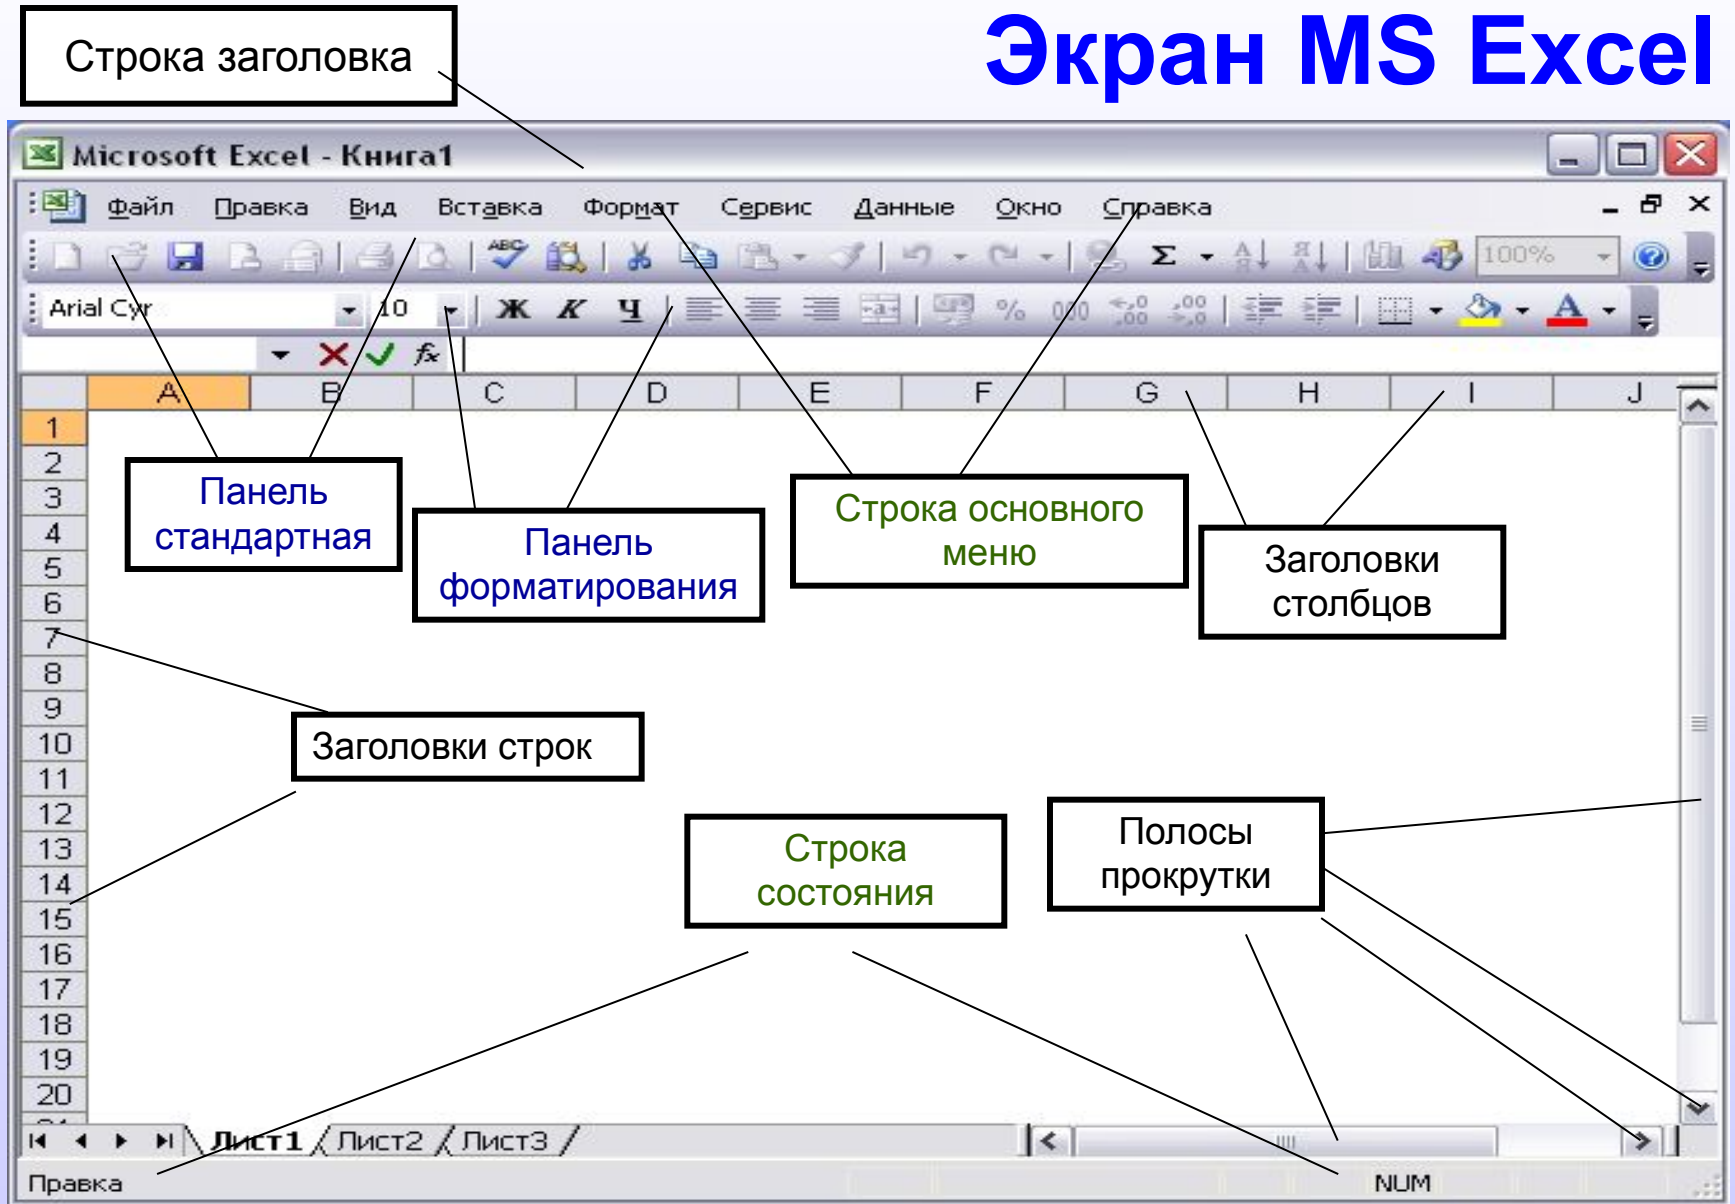 Строка заголовка
Экран MS Excel
Microsoft Excel - Книга1
Файл Правка Вид Вставка Формат Сервис Данные Окно Справка
ABC Σ 100%
Arial Cyr 10 Ж К Ч % 000
fx
A B C D E F G H I J
1
2
3
4
5
6
7
8
9
10
11
12
13
14
15
16
17
18
19
20
Панель
стандартная
Панель
форматирования
Строка основного
меню
Заголовки
столбцов
Заголовки строк
Строка
состояния
Полосы
прокрутки
Лист1 Лист2 Лист3
Правка NUM